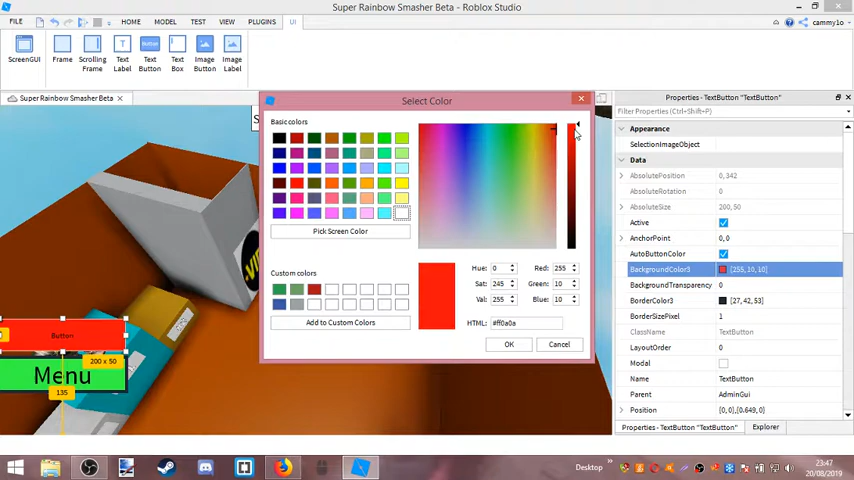 Super Rainbow Smasher Beta - Roblox Studio
FILE
HOME MODEL TEST VIEW PLUGINS UI
cammy1o
ScreenGUI
Frame
Scrolling Frame
Text Label
Button
Text Button
Text Box
Image Button
Image Label
Super Rainbow Smasher Beta
S
Select Color
Basic colors
Pick Screen Color
Custom colors
Add to Custom Colors
Hue: 0
Sat: 245
Val: 255
Red: 255
Green: 10
Blue: 10
HTML: #ff0a0a
OK
Cancel
Button
200 x 50
Menu
135
Properties - TextButton "TextButton"
Filter Properties (Ctrl+Shift+P)
Appearance
SelectionImageObject
Data
AbsolutePosition 0, 342
AbsoluteRotation 0
AbsoluteSize 200, 50
Active
AnchorPoint 0, 0
AutoButtonColor
BackgroundColor3 [255, 10, 10]
BackgroundTransparency 0
BorderColor3 [27, 42, 53]
BorderSizePixel 1
ClassName TextButton
LayoutOrder 0
Modal
Name TextButton
Parent AdminGui
Position {0, 0},{0.649, 0}
Properties - TextButton "TextButton"
Explorer
Desktop
23:47
20/08/2019